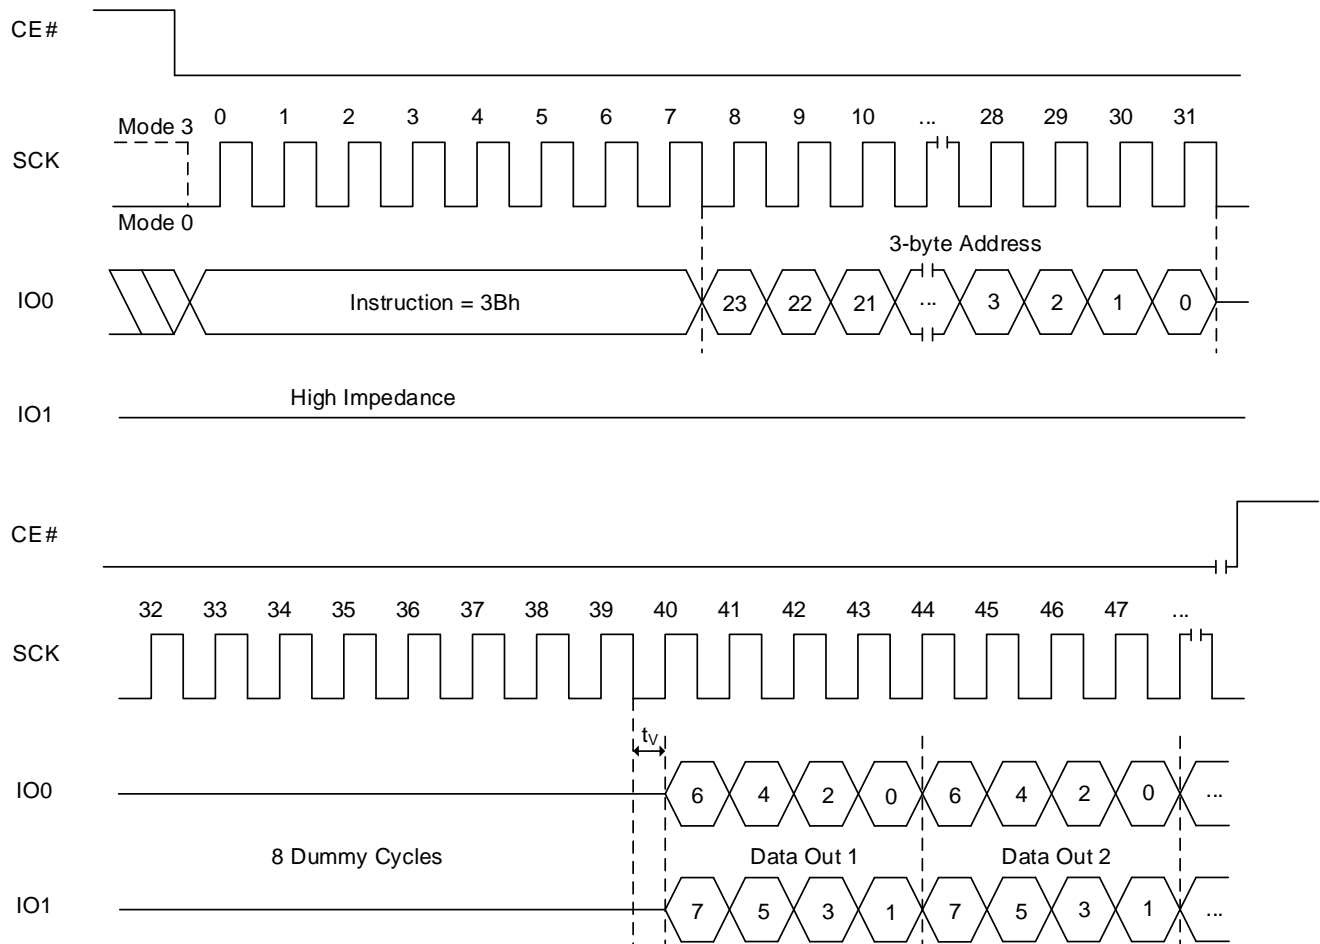 CE#
Mode 3 0 1 2 3 4 5 6 7 8 9 10 ... 28 29 30 31
SCK
Mode 0
3-byte Address
IO0 Instruction = 3Bh 23 22 21 ... 3 2 1 0
High Impedance
IO1
CE#
32 33 34 35 36 37 38 39 40 41 42 43 44 45 46 47 ...
SCK
tV
IO0 6 4 2 0 6 4 2 0 ...
8 Dummy Cycles Data Out 1 Data Out 2
IO1 7 5 3 1 7 5 3 1 ...